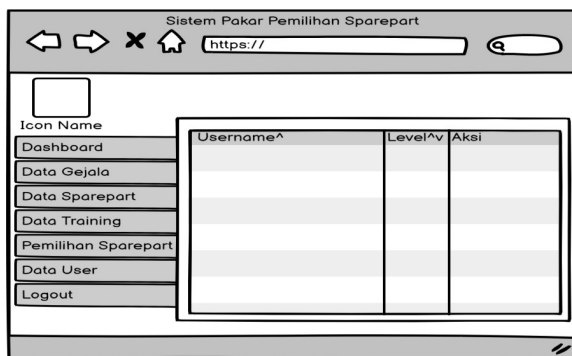 Sistem Pakar Pemilihan Sparepart
https://
Icon Name
Username^ Level^v Aksi
Dashboard
Data Gejala
Data Sparepart
Data Training
Pemilihan Sparepart
Data User
Logout